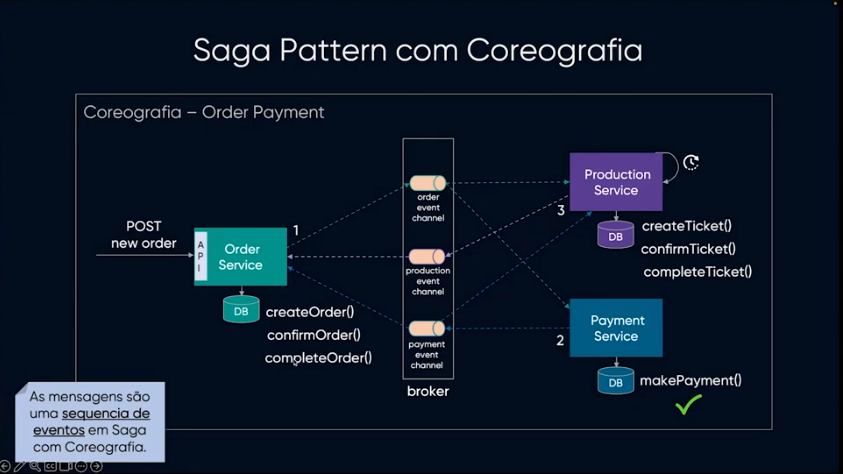 Saga Pattern com Coreografia
Coreografia – Order Payment
POST
new order
A
P
I
Order
Service
DB
createOrder()
confirmOrder()
completeOrder()
1
order
event
channel
production
event
channel
payment
event
channel
broker
Production
Service
3
DB
createTicket()
confirmTicket()
completeTicket()
Payment
Service
2
DB
makePayment()
As mensagens são
uma sequencia de
eventos em Saga
com Coreografia.
CC